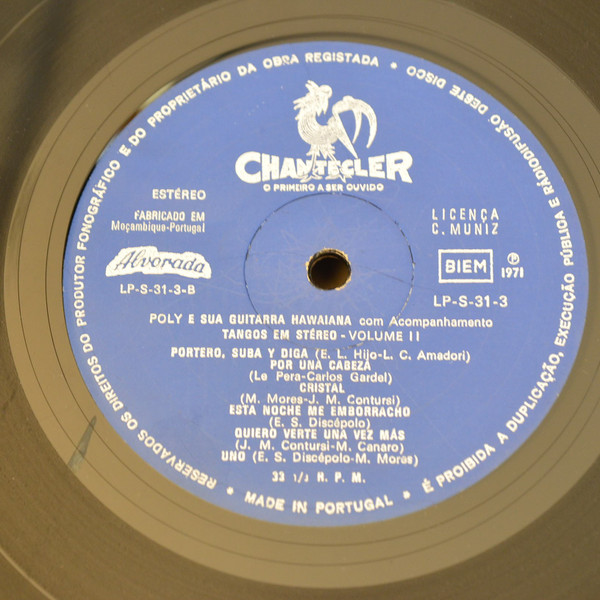 RESERVADOS OS DIREITOS DO PRODUTOR FONOGRÁFICO E DO PROPRIETÁRIO DA OBRA REGISTADA • É PROIBIDA A DUPLICAÇÃO, EXECUÇÃO PÚBLICA E RÁDIODIFUSÃO DESTE DISCO
CHANTECLER
O PRIMEIRO A SER OUVIDO
ESTÉREO
FABRICADO EM
Moçambique-Portugal
Alvorada
LP-S-31-3-B
LICENÇA
C. MUNIZ
BIEM
℗
1971
LP-S-31-3
POLY E SUA GUITARRA HAWAIANA com Acompanhamento
TANGOS EM STÉREO - VOLUME II
PORTERO, SUBA Y DIGA (E. L. Hijo-L. C. Amadori)
POR UNA CABEZA
(Le Pera-Carlos Gardel)
CRISTAL
(M. Mores-J. M. Contursi)
ESTA NOCHE ME EMBORRACHO
(E. S. Discépolo)
QUIERO VERTE UNA VEZ MÁS
(J. M. Contursi-M. Canaro)
UNO (E. S. Discépolo-M. Mores)
33 1/3 R. P. M.
• MADE IN PORTUGAL •